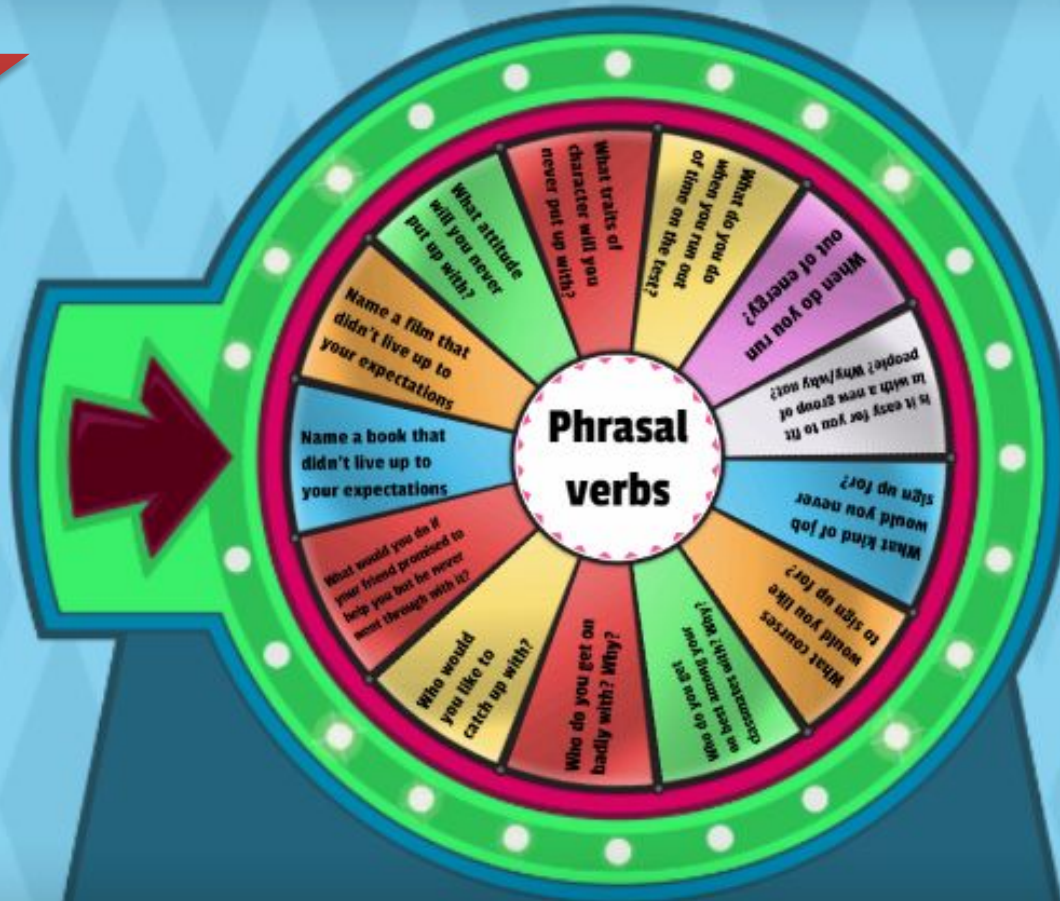 Phrasal
verbs
Name a book that
didn't live up to
your expectations
Name a film that
didn't live up to
your expectations
What attitude
will you never
put up with?
What traits of
character will you
never put up with?
What do you do
when you run out
of time on the test?
When do you run
out of energy?
is it easy for you to fit
in with a new group of
people? Why/why not?
What kind of job
would you never
sign up for?
What courses
would you like
to sign up for?
Who do you get
on best among your
classmates with? Why?
Who do you get on
badly with? Why?
Who would
you like to
catch up with?
What would you do if
your friend promised to
help you but he never
went through with it?